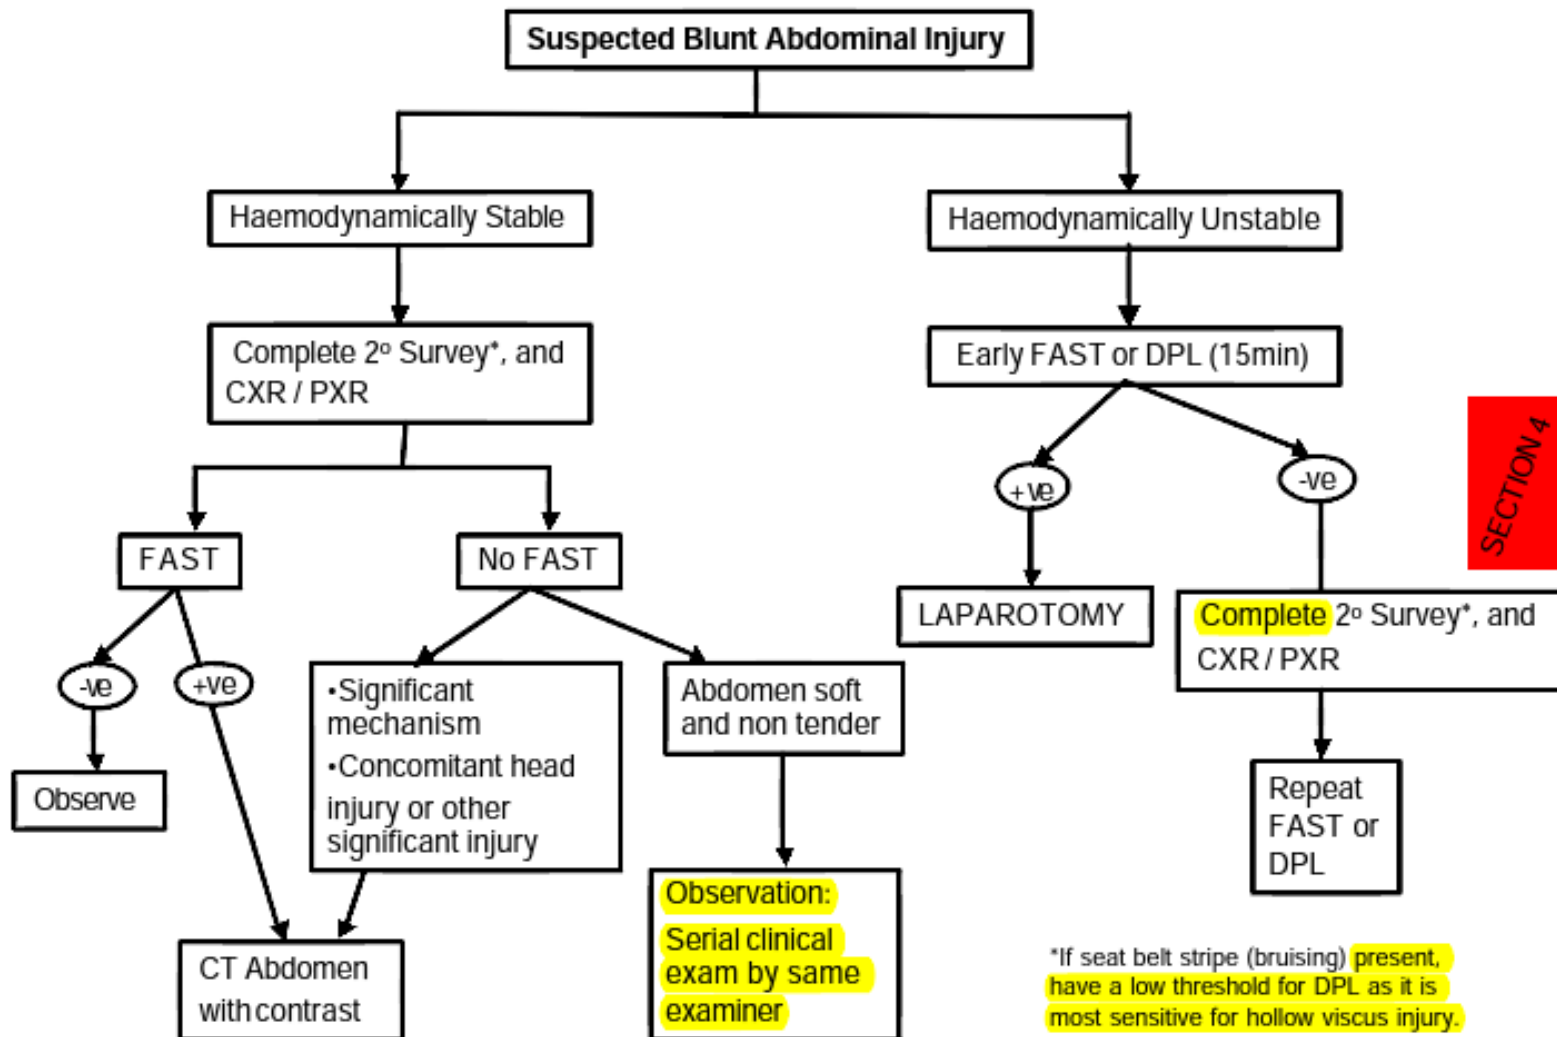 Suspected Blunt Abdominal Injury
Haemodynamically Stable
Haemodynamically Unstable
Complete 2º Survey*, and
CXR / PXR
Early FAST or DPL (15min)
SECTION 4
+ve
-ve
FAST
No FAST
LAPAROTOMY
Complete 2º Survey*, and
CXR / PXR
-ve
+ve
•Significant
mechanism
•Concomitant head
injury or other
significant injury
Abdomen soft
and non tender
Observe
Repeat
FAST or
DPL
Observation:
Serial clinical
exam by same
examiner
CT Abdomen
with contrast
*If seat belt stripe (bruising) present,
have a low threshold for DPL as it is
most sensitive for hollow viscus injury.